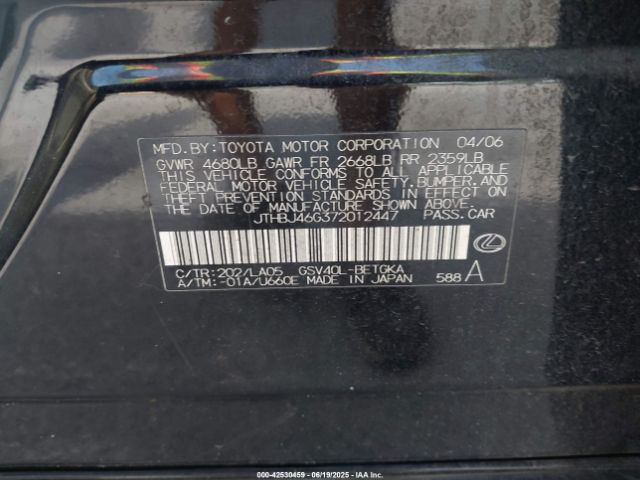 MFD.BY:TOYOTA MOTOR CORPORATION 04/06
GVWR 4680LB GAWR FR 2668LB RR 2359LB
THIS VEHICLE CONFORMS TO ALL APPLICABLE
FEDERAL MOTOR VEHICLE SAFETY, BUMPER, AND
THEFT PREVENTION STANDARDS IN EFFECT ON
THE DATE OF MANUFACTURE SHOWN ABOVE.
JTHBJ46G372012447 PASS.CAR
C/TR:202/LA05 GSV40L-BETGKA
A/TM:-01A/U660E MADE IN JAPAN 588 A
00-42530459 - 06/19/2025 - IAAI.com